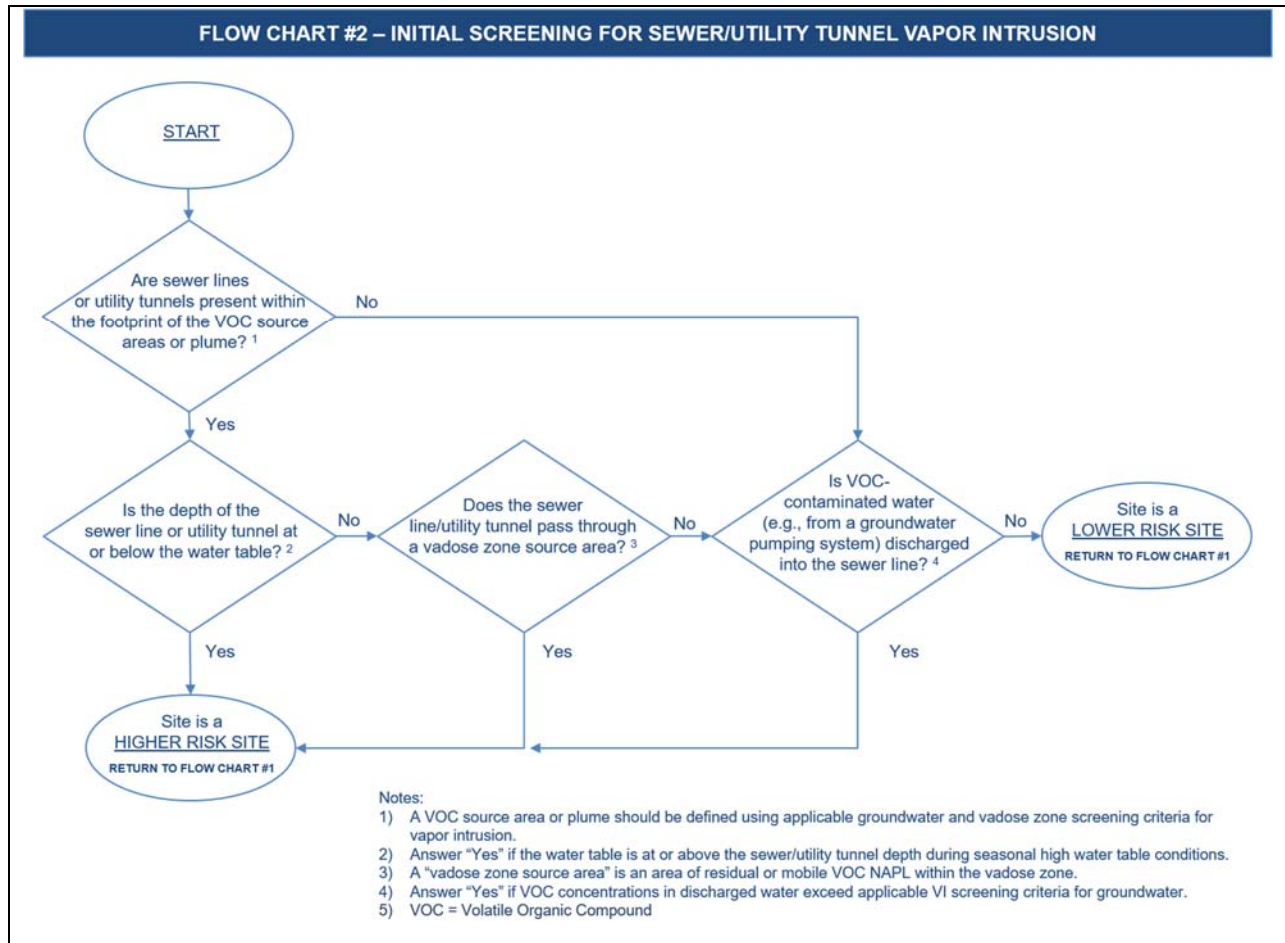 FLOW CHART #2 – INITIAL SCREENING FOR SEWER/UTILITY TUNNEL VAPOR INTRUSION
START
Are sewer lines
or utility tunnels present within
the footprint of the VOC source
areas or plume? 1
No
Yes
Is the depth of the
sewer line or utility tunnel at
or below the water table? 2
No
Does the sewer
line/utility tunnel pass through
a vadose zone source area? 3
No
Is VOC-
contaminated water
(e.g., from a groundwater
pumping system) discharged
into the sewer line? 4
No
Site is a
LOWER RISK SITE
RETURN TO FLOW CHART #1
Yes
Yes
Yes
Site is a
HIGHER RISK SITE
RETURN TO FLOW CHART #1
Notes:
1) A VOC source area or plume should be defined using applicable groundwater and vadose zone screening criteria for
vapor intrusion.
2) Answer “Yes” if the water table is at or above the sewer/utility tunnel depth during seasonal high water table conditions.
3) A “vadose zone source area” is an area of residual or mobile VOC NAPL within the vadose zone.
4) Answer “Yes” if VOC concentrations in discharged water exceed applicable VI screening criteria for groundwater.
5) VOC = Volatile Organic Compound